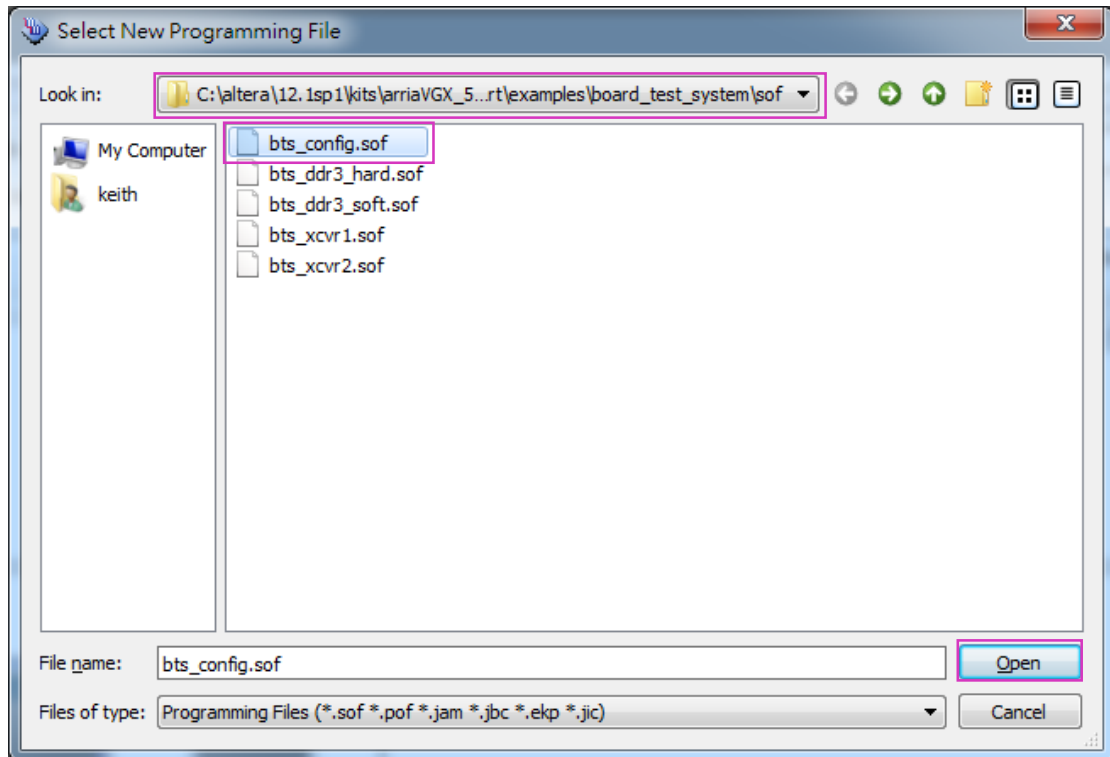 Select New Programming File
Look in: C:\altera\12.1sp1\kits\arriaVGX_5...rt\examples\board_test_system\sof
My Computer
keith
bts_config.sof
bts_ddr3_hard.sof
bts_ddr3_soft.sof
bts_xcvr1.sof
bts_xcvr2.sof
File name: bts_config.sof Open
Files of type: Programming Files (*.sof *.pof *.jam *.jbc *.ekp *.jic) Cancel